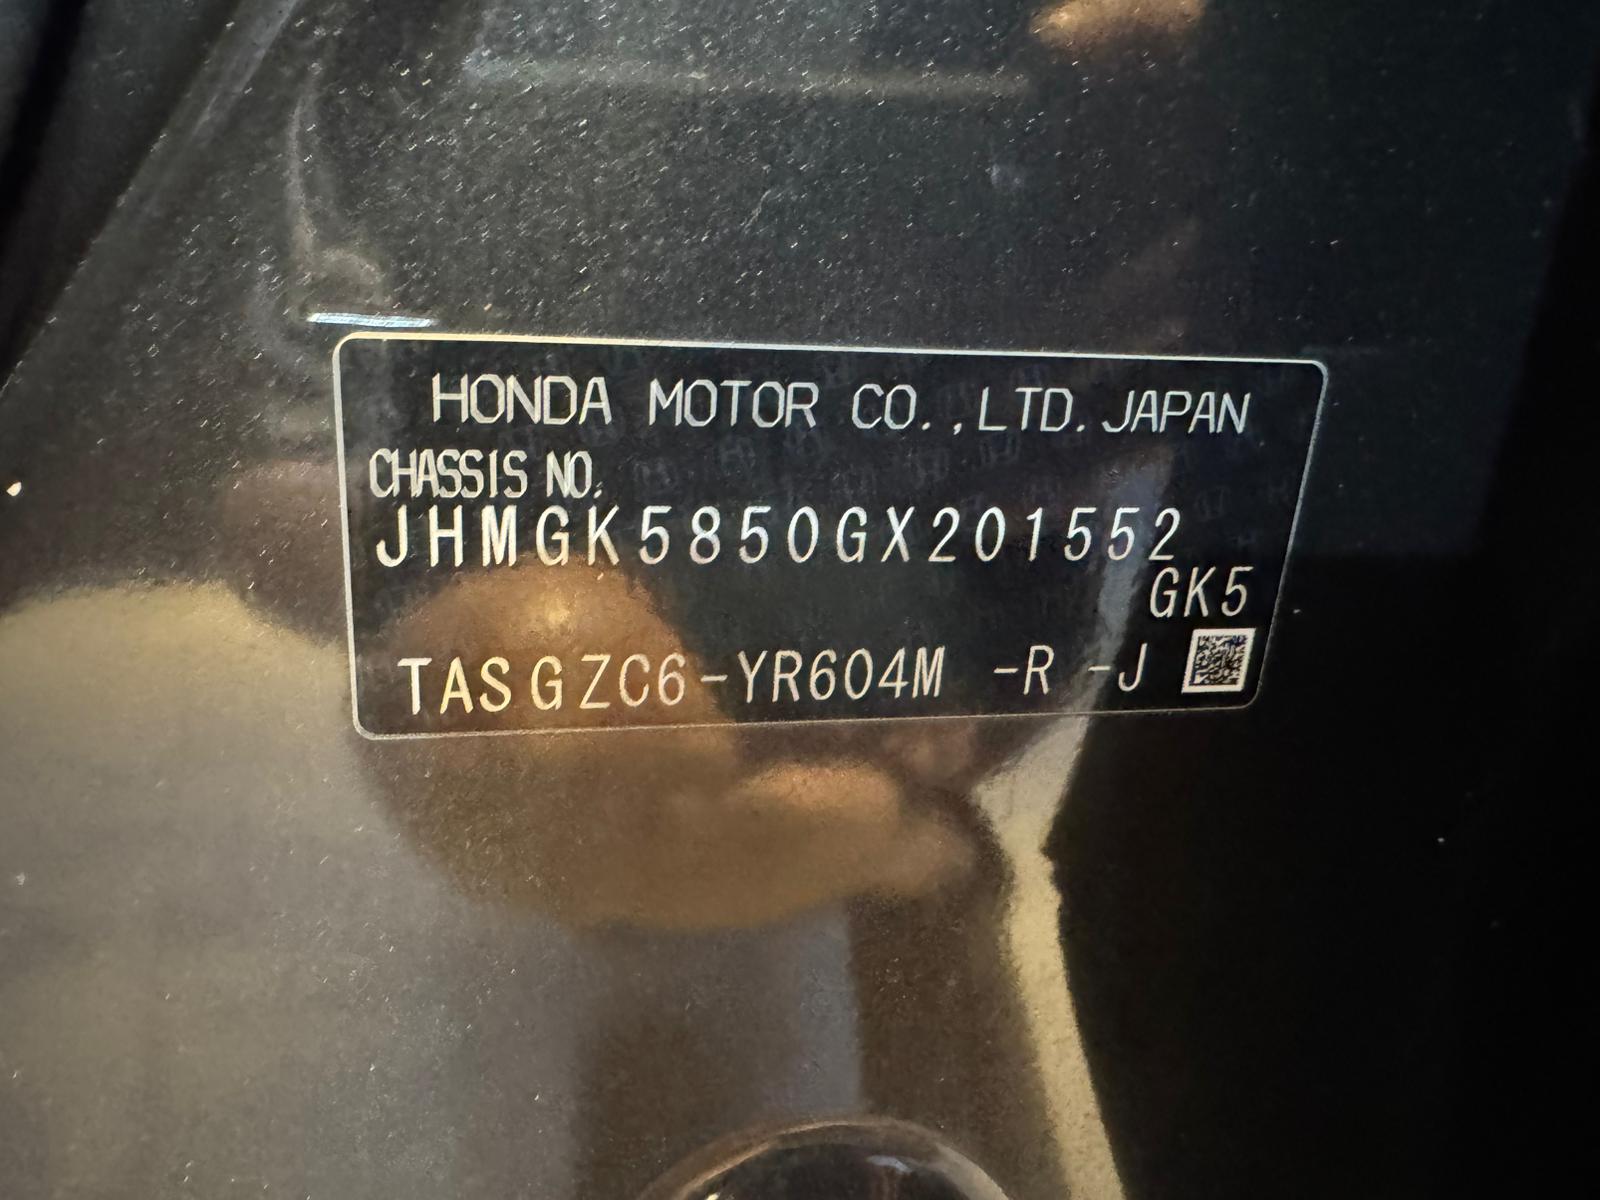 HONDA MOTOR CO.,LTD. JAPAN
CHASSIS NO.
JHMGK5850GX201552
GK5
TASGZC6-YR604M -R -J